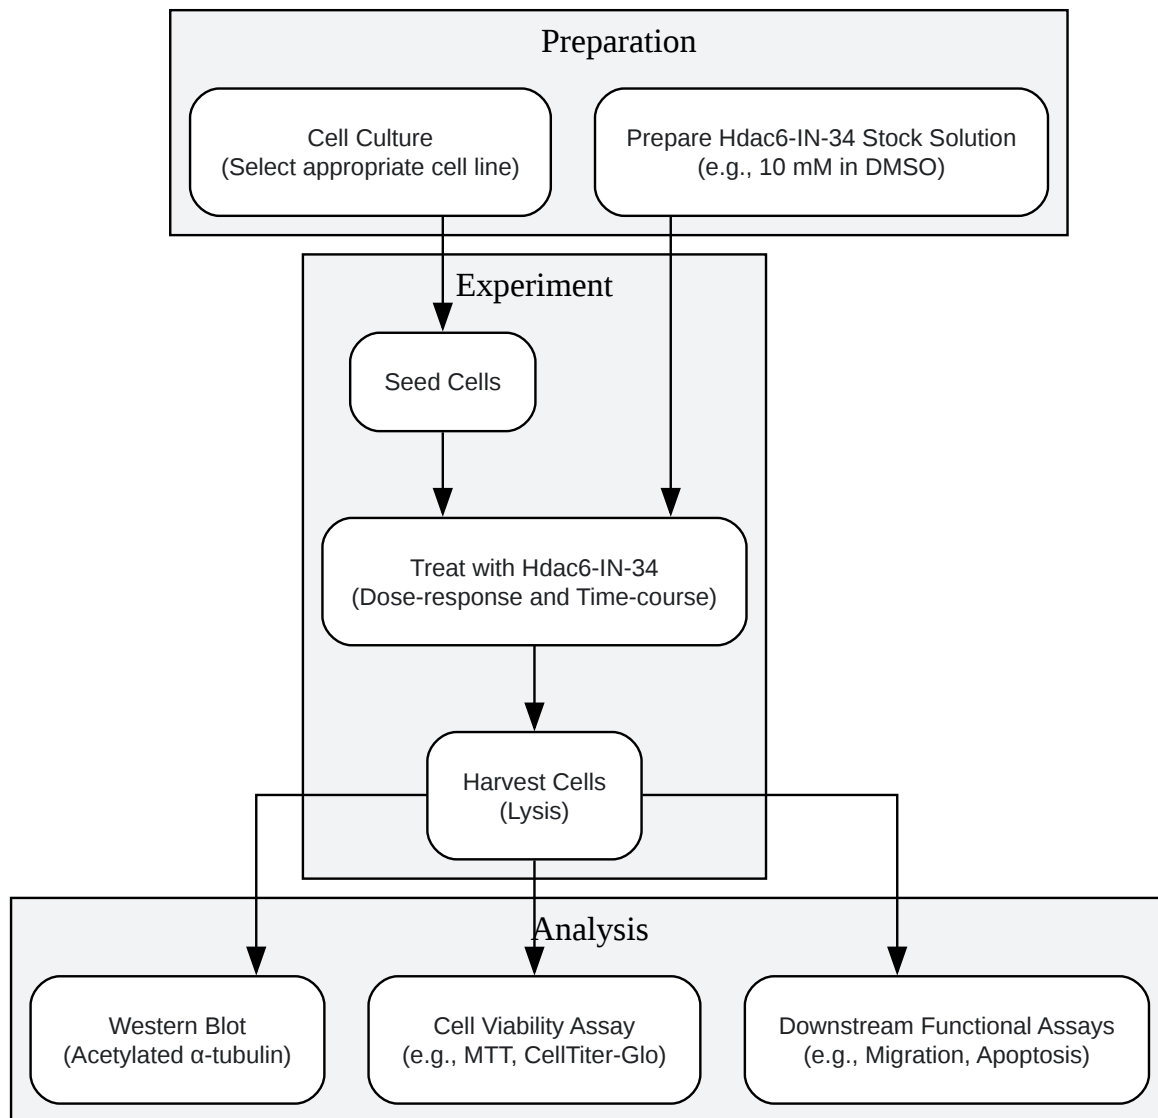 Preparation
Cell Culture
(Select appropriate cell line)
Prepare Hdac6-IN-34 Stock Solution
(e.g., 10 mM in DMSO)
Experiment
Seed Cells
Treat with Hdac6-IN-34
(Dose-response and Time-course)
Harvest Cells
(Lysis)
Analysis
Western Blot
(Acetylated α-tubulin)
Cell Viability Assay
(e.g., MTT, CellTiter-Glo)
Downstream Functional Assays
(e.g., Migration, Apoptosis)